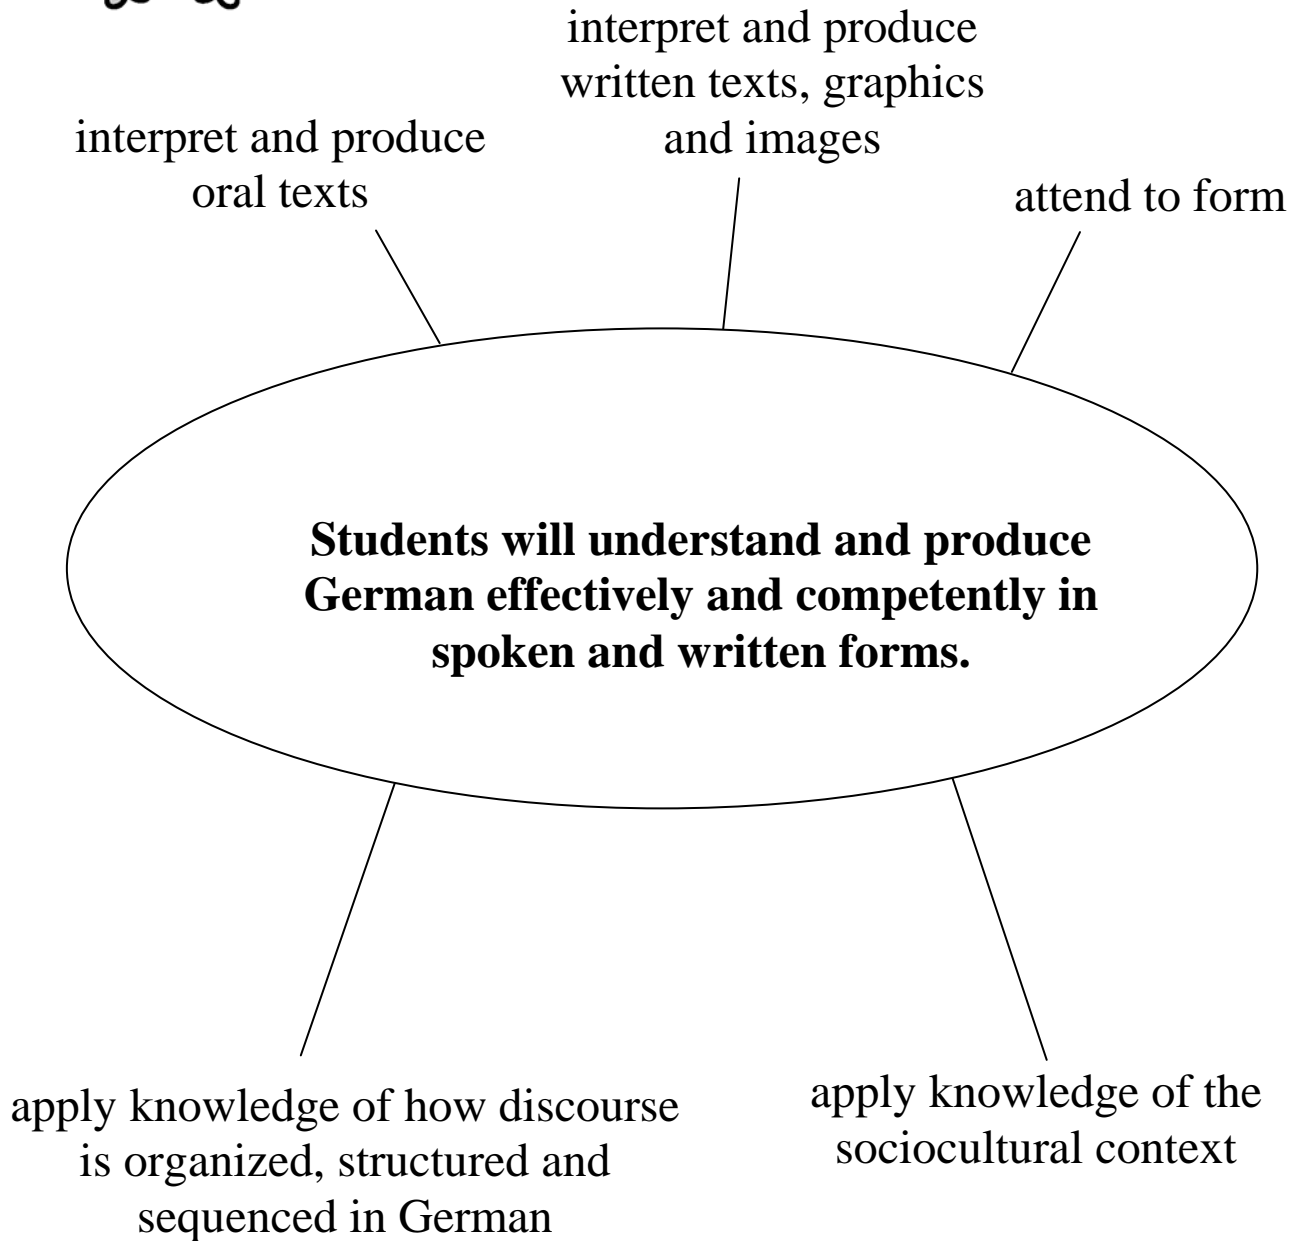 interpret and produce
written texts, graphics
and images
interpret and produce
oral texts
attend to form
Students will understand and produce
German effectively and competently in
spoken and written forms.
apply knowledge of how discourse
is organized, structured and
sequenced in German
apply knowledge of the
sociocultural context